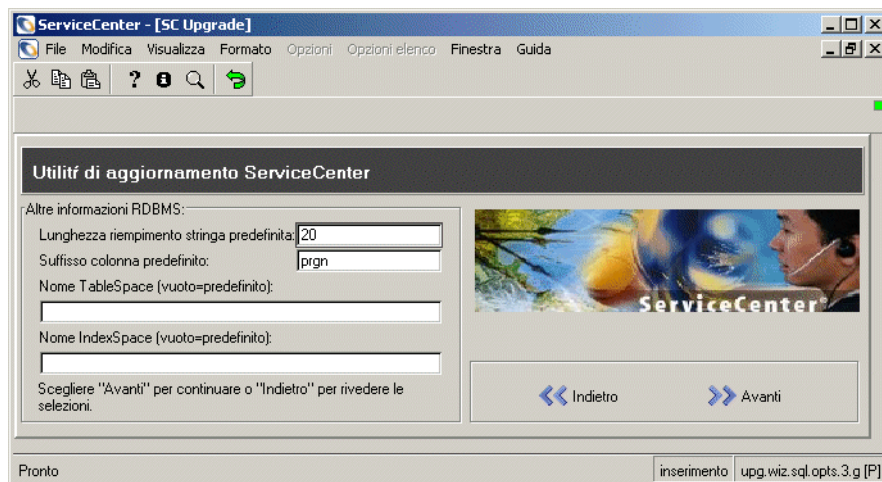 ServiceCenter - [SC Upgrade]
File Modifica Visualizza Formato Opzioni Opzioni elenco Finestra Guida
Utilitŕ di aggiornamento ServiceCenter
Altre informazioni RDBMS:
Lunghezza riempimento stringa predefinita: 20
Suffisso colonna predefinito: prgn
Nome TableSpace (vuoto=predefinito):
Nome IndexSpace (vuoto=predefinito):
Scegliere "Avanti" per continuare o "Indietro" per rivedere le
selezioni.
ServiceCenter®
Indietro Avanti
Pronto inserimento upg.wiz.sql.opts.3.g [P]